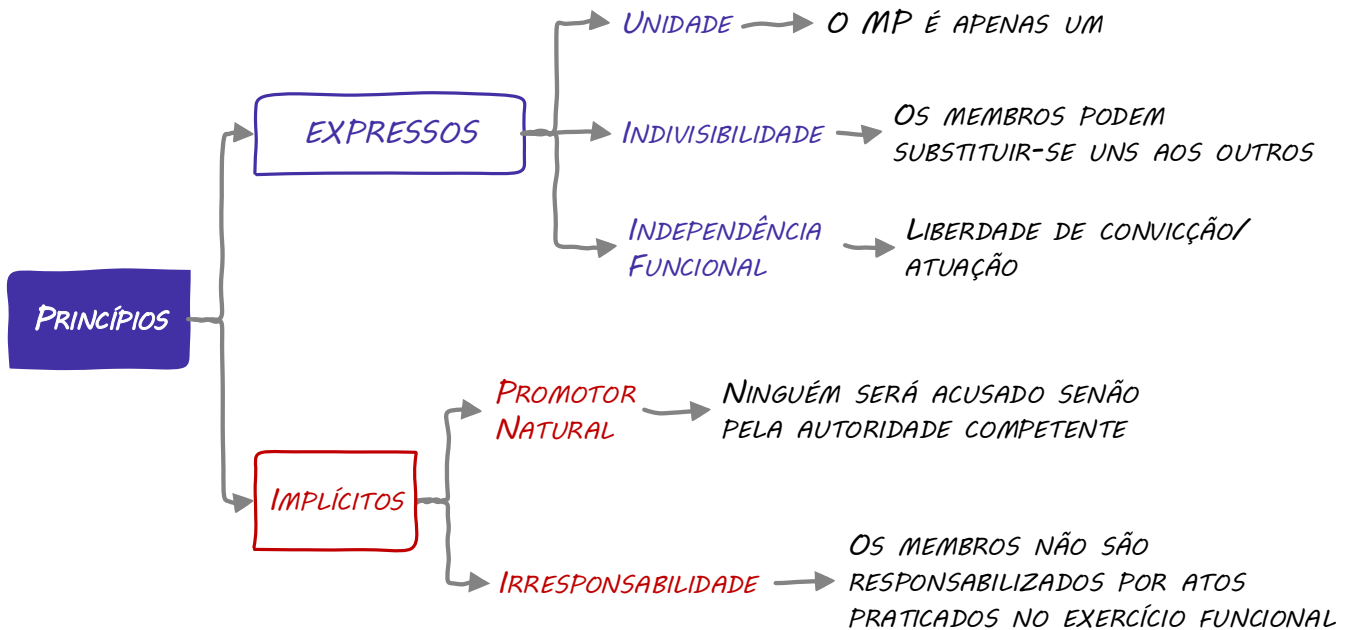 Princípios
EXPRESSOS
Unidade
O MP é apenas um
Indivisibilidade
Os membros podem
substituir-se uns aos outros
Independência
Funcional
Liberdade de convicção/
atuação
Implícitos
Promotor
Natural
Ninguém será acusado senão
pela autoridade competente
Irresponsabilidade
Os membros não são
responsabilizados por atos
praticados no exercício funcional